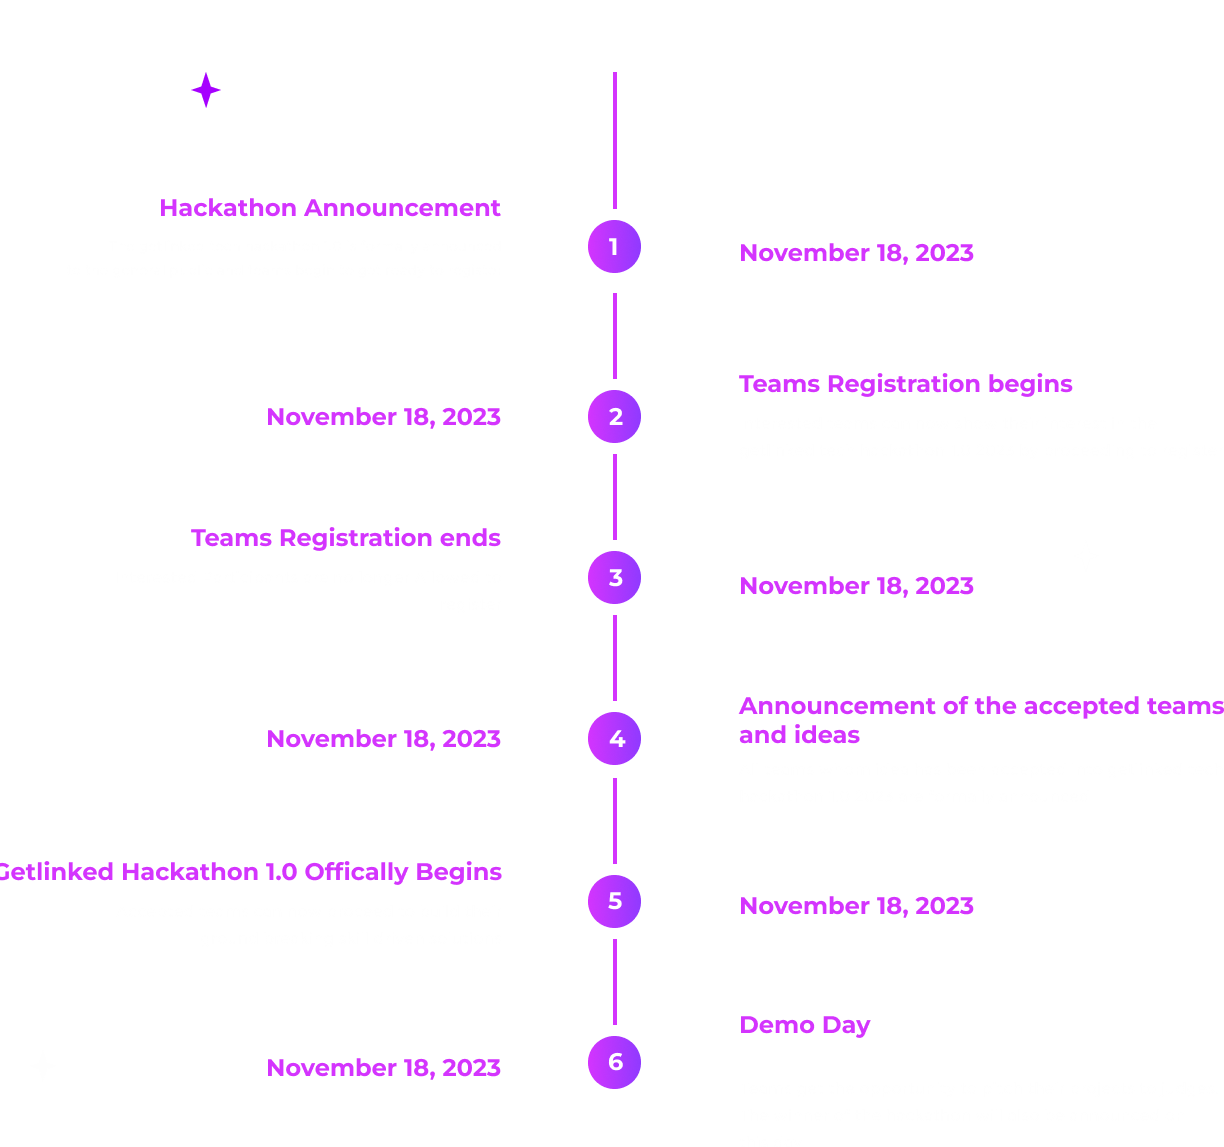 Hackathon Announcement
1
November 18, 2023
Teams Registration begins
2
November 18, 2023
Teams Registration ends
3
November 18, 2023
Announcement of the accepted teams
and ideas
4
November 18, 2023
Getlinked Hackathon 1.0 Offically Begins
5
November 18, 2023
Demo Day
6
November 18, 2023